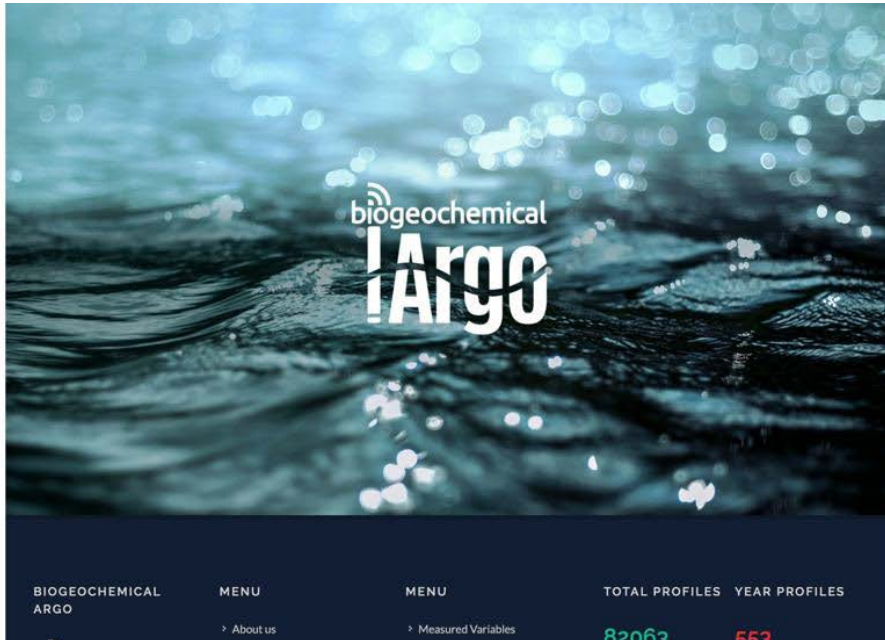 biogeochemical
Argo
BIOGEOCHEMICAL
ARGO
MENU
> About us
MENU
> Measured Variables
TOTAL PROFILES
82063
YEAR PROFILES
553